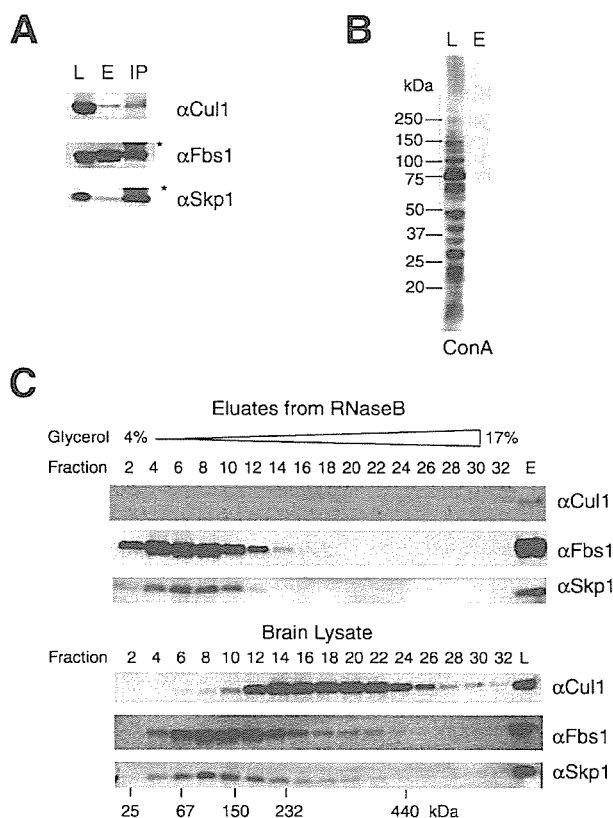 A
L E IP
αCul1
*
αFbs1
*
αSkp1
B
L E
kDa
250
150
100
75
50
37
25
20
ConA
C
Eluates from RNaseB
Glycerol 4% 17%
Fraction 2 4 6 8 10 12 14 16 18 20 22 24 26 28 30 32 E
αCul1
αFbs1
αSkp1
Brain Lysate
Fraction 2 4 6 8 10 12 14 16 18 20 22 24 26 28 30 32 L
αCul1
αFbs1
αSkp1
25 67 150 232 440 kDa